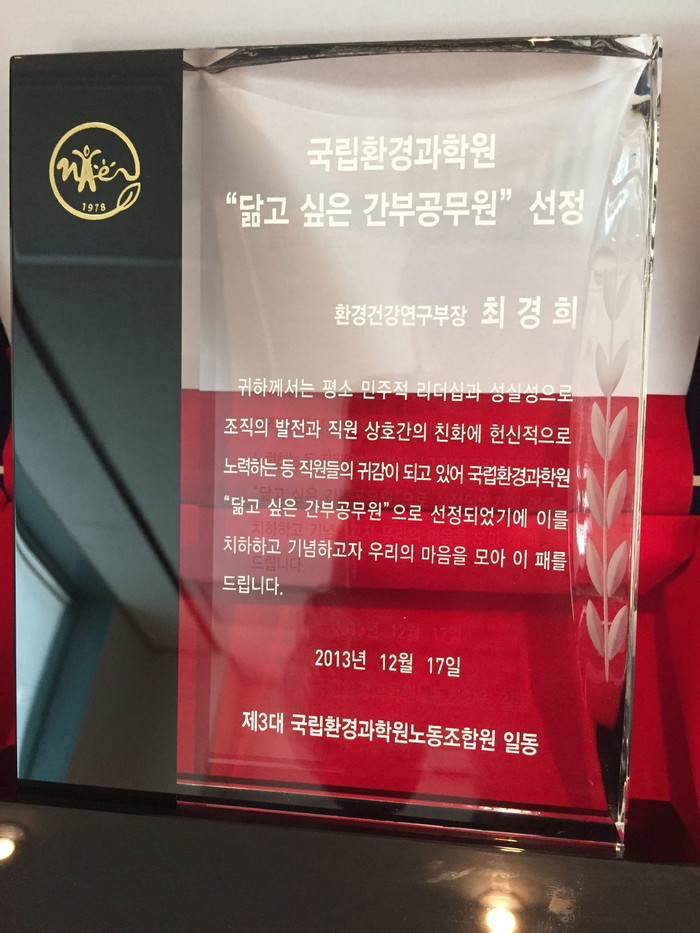 nier
1978
국립환경과학원
“닮고 싶은 간부공무원” 선정
환경건강연구부장 최경희
귀하께서는 평소 민주적 리더십과 성실성으로
조직의 발전과 직원 상호간의 친화에 헌신적으로
노력하는 등 직원들의 귀감이 되고 있어 국립환경과학원
“닮고 싶은 간부공무원”으로 선정되었기에 이를
치하하고 기념하고자 우리의 마음을 모아 이 패를
드립니다.
2013년 12월 17일
제3대 국립환경과학원노동조합원 일동